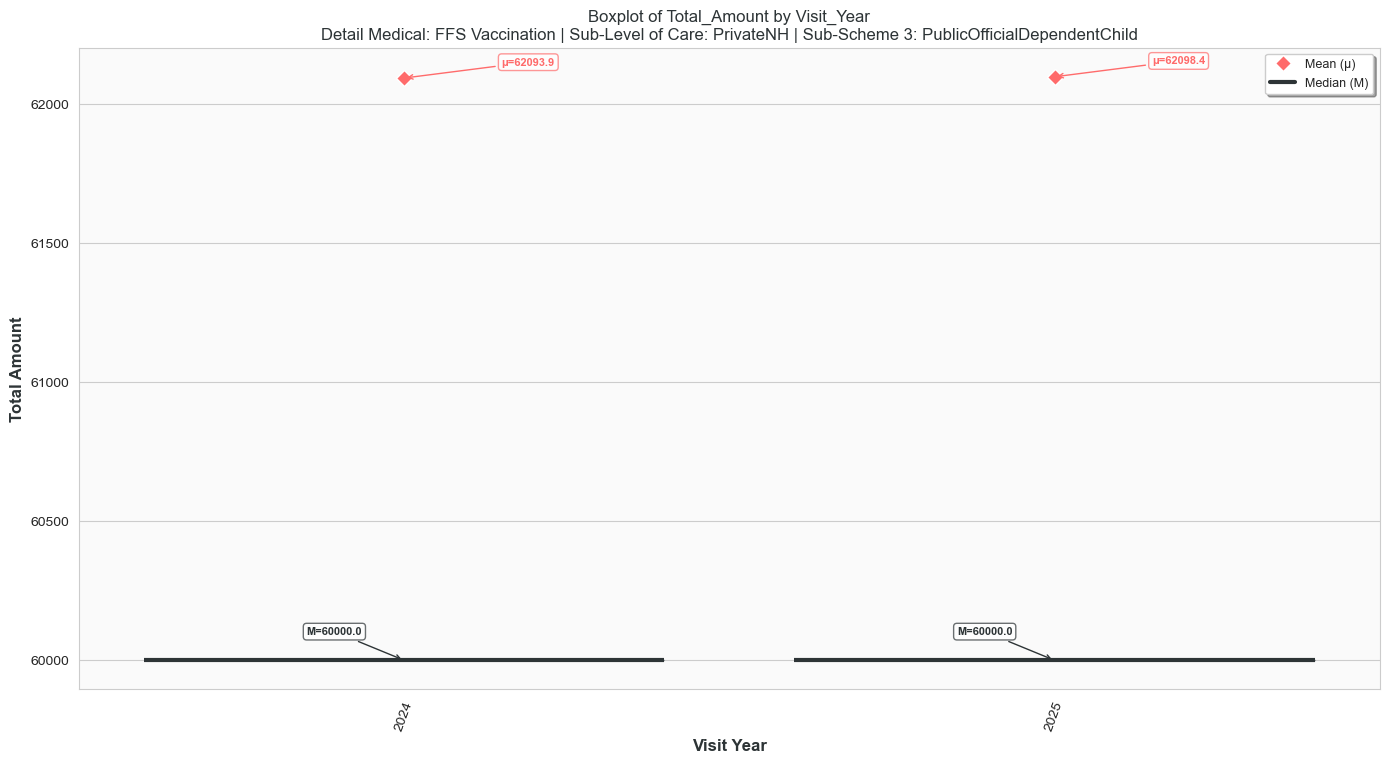 Boxplot of Total_Amount by Visit_Year
Detail Medical: FFS Vaccination | Sub-Level of Care: PrivateNH | Sub-Scheme 3: PublicOfficialDependentChild
μ=62093.9
μ=62098.4
Mean (μ)
Median (M)
62000
61500
61000
60500
60000
Total Amount
M=60000.0
M=60000.0
2024
2025
Visit Year